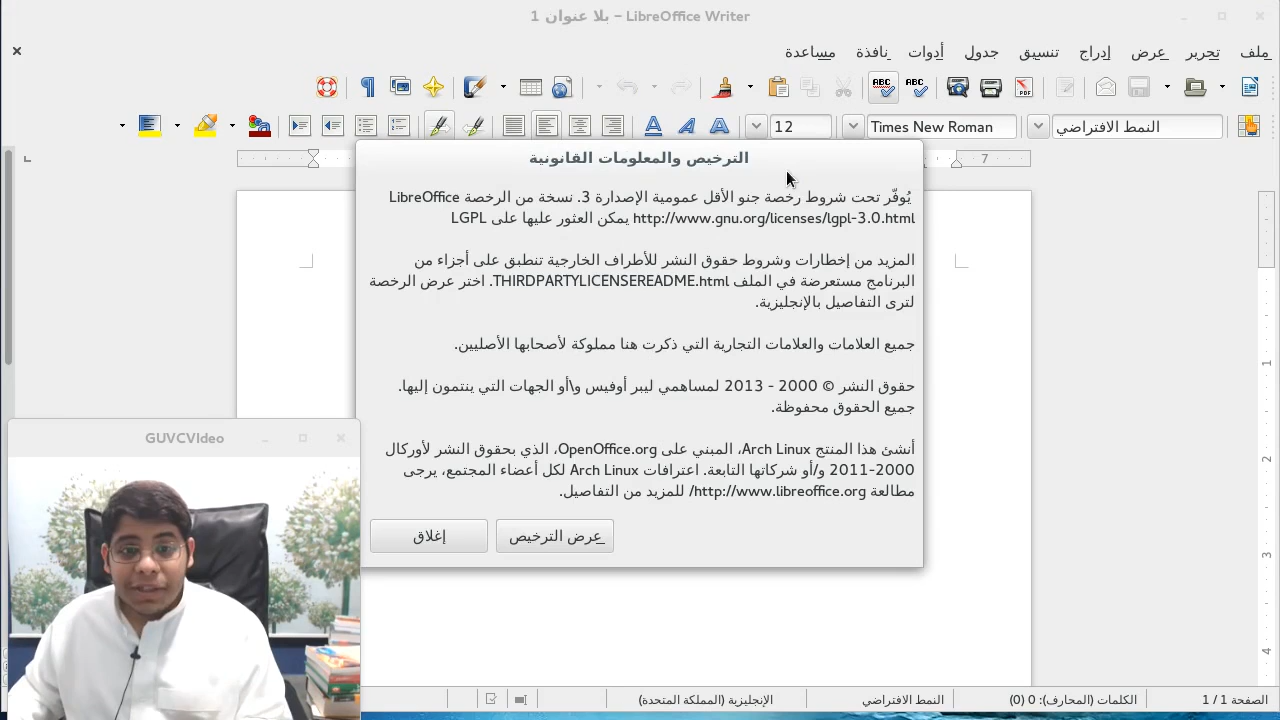 بلا عنوان 1 – LibreOffice Writer
ملف تحرير عرض إدراج تنسيق جدول أدوات نافذة مساعدة
النمط الافتراضي Times New Roman 12
7
الترخيص والمعلومات القانونية
يُوفّر تحت شروط رخصة جنو الأقل عمومية الإصدارة 3. نسخة من الرخصة LibreOffice
http://www.gnu.org/licenses/lgpl-3.0.html يمكن العثور عليها على LGPL
المزيد من إخطارات وشروط حقوق النشر للأطراف الخارجية تنطبق على أجزاء من
البرنامج مستعرضة في الملف THIRDPARTYLICENSEREADME.html. اختر عرض الرخصة
لترى التفاصيل بالإنجليزية.
جميع العلامات والعلامات التجارية التي ذكرت هنا مملوكة لأصحابها الأصليين.
حقوق النشر © 2000 - 2013 لمساهمي ليبر أوفيس و\أو الجهات التي ينتمون إليها.
جميع الحقوق محفوظة.
أنشئ هذا المنتج Arch Linux، المبني على OpenOffice.org، الذي بحقوق النشر لأوركال
2000-2011 و/أو شركاتها التابعة. اعترافات Arch Linux لكل أعضاء المجتمع، يرجى
مطالعة http://www.libreoffice.org/ للمزيد من التفاصيل.
عرض الترخيص إغلاق
1
2
3
4
GUVCVideo
الصفحة 1 / 1 الكلمات (المحارف): 0 (0) النمط الافتراضي الإنجليزية (المملكة المتحدة)